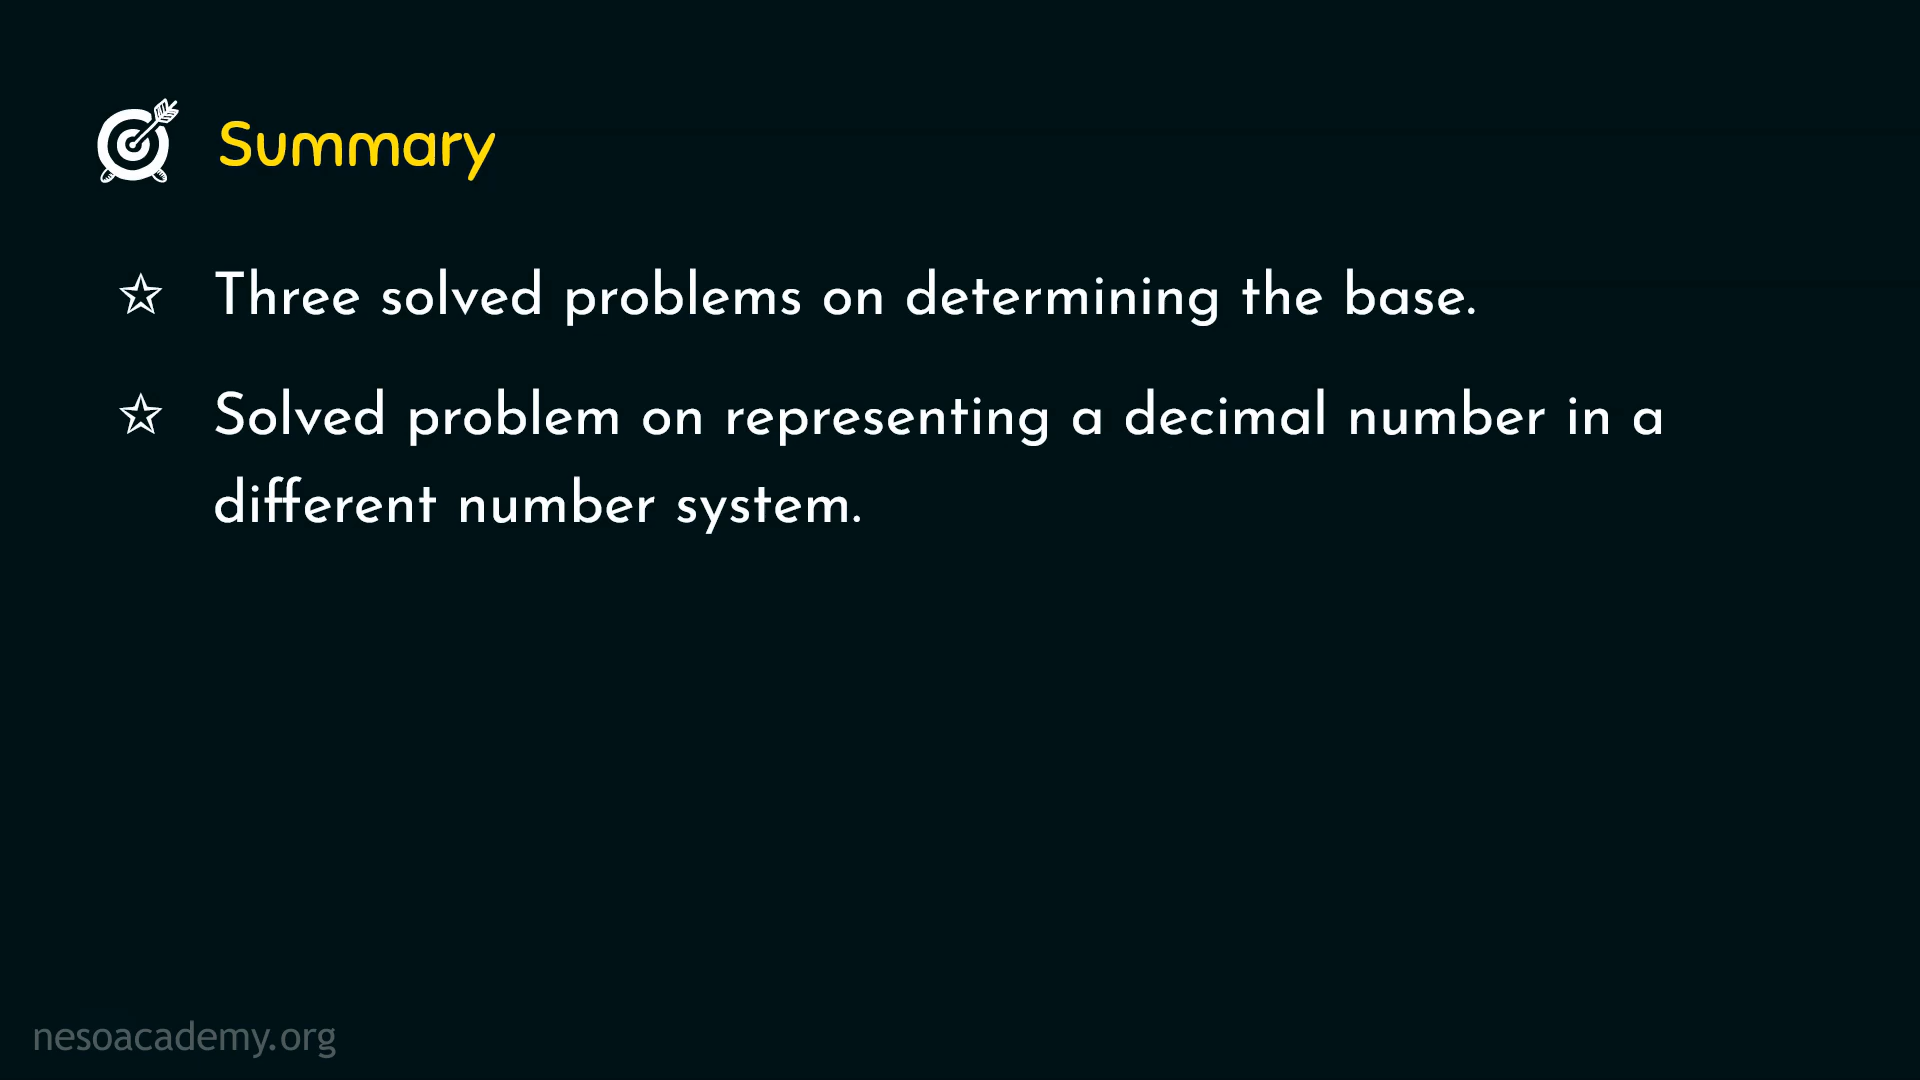 Summary
☆ Three solved problems on determining the base.
☆ Solved problem on representing a decimal number in a
different number system.
nesoacademy.org